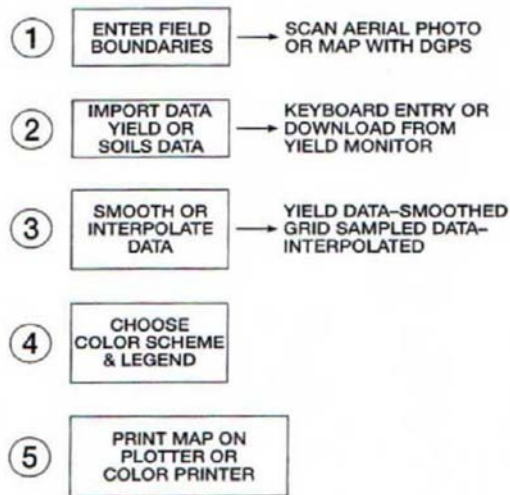 1
ENTER FIELD
BOUNDARIES
SCAN AERIAL PHOTO
OR MAP WITH DGPS
2
IMPORT DATA
YIELD OR
SOILS DATA
KEYBOARD ENTRY OR
DOWNLOAD FROM
YIELD MONITOR
3
SMOOTH OR
INTERPOLATE
DATA
YIELD DATA–SMOOTHED
GRID SAMPLED DATA–
INTERPOLATED
4
CHOOSE
COLOR SCHEME
& LEGEND
5
PRINT MAP ON
PLOTTER OR
COLOR PRINTER